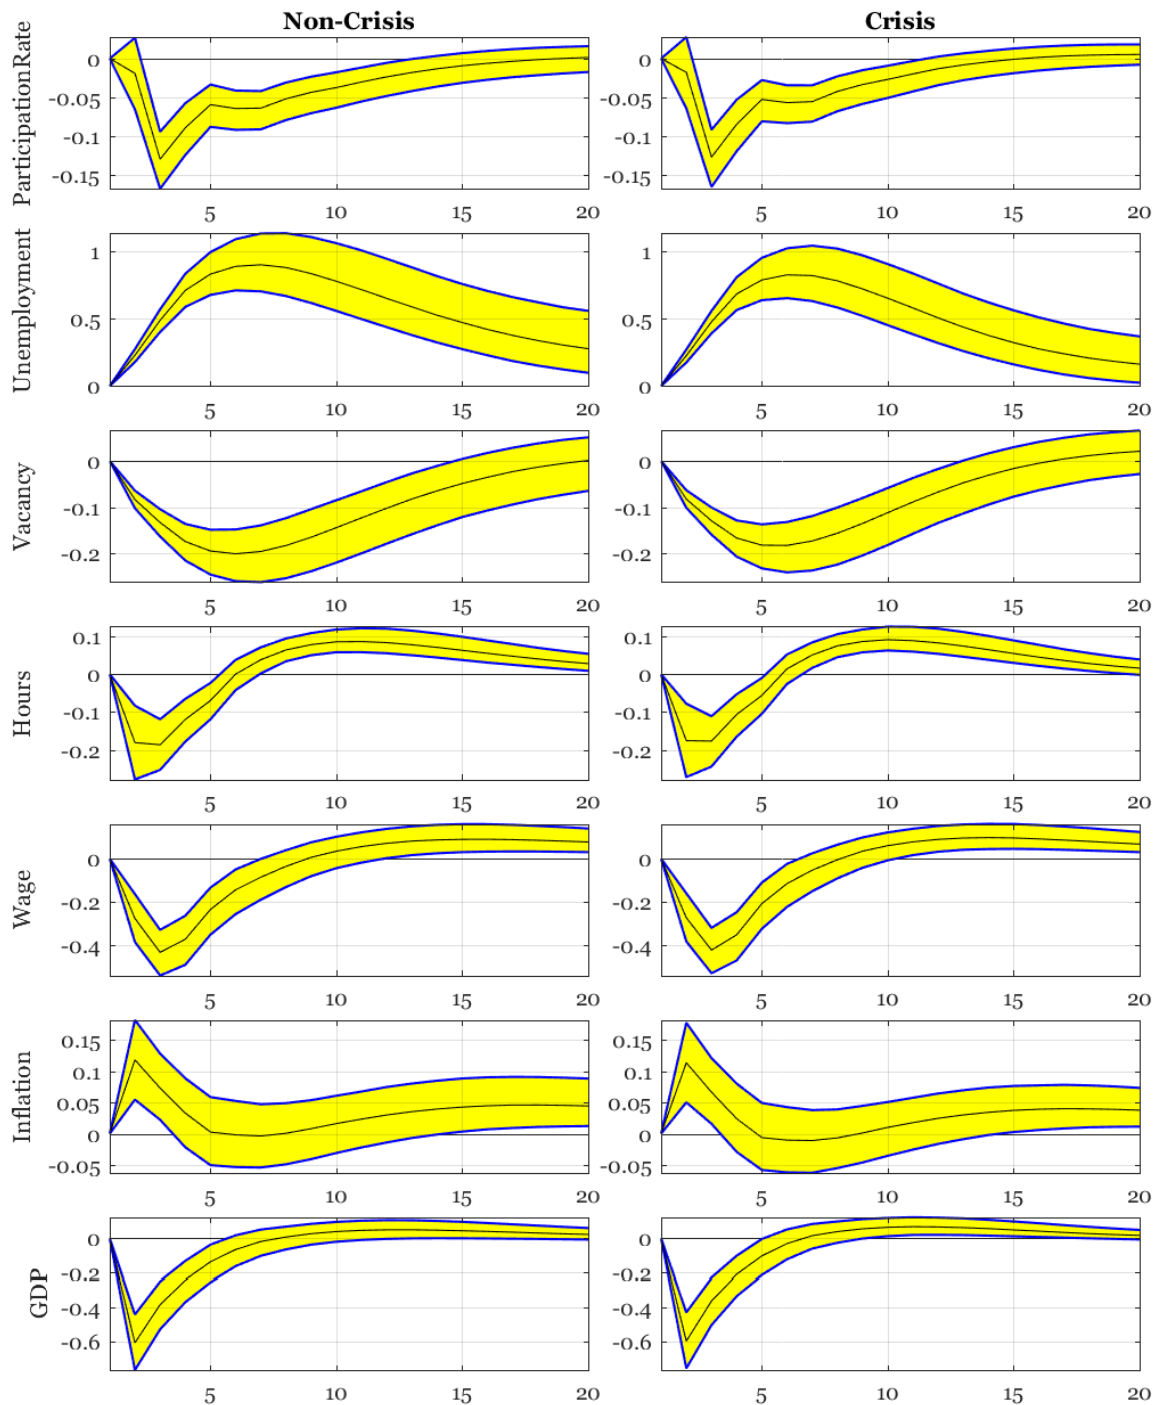 Non-Crisis Crisis
ParticipationRate
0 -0.05 -0.1 -0.15
0 -0.05 -0.1 -0.15
5 10 15 20 5 10 15 20
Unemployment
1 0.5 0
1 0.5 0
5 10 15 20 5 10 15 20
Vacancy
0 -0.1 -0.2
0 -0.1 -0.2
5 10 15 20 5 10 15 20
Hours
0.1 0 -0.1 -0.2
0.1 0 -0.1 -0.2
5 10 15 20 5 10 15 20
Wage
0 -0.2 -0.4
0 -0.2 -0.4
5 10 15 20 5 10 15 20
Inflation
0.15 0.1 0.05 0 -0.05
0.15 0.1 0.05 0 -0.05
5 10 15 20 5 10 15 20
GDP
0 -0.2 -0.4 -0.6
0 -0.2 -0.4 -0.6
5 10 15 20 5 10 15 20